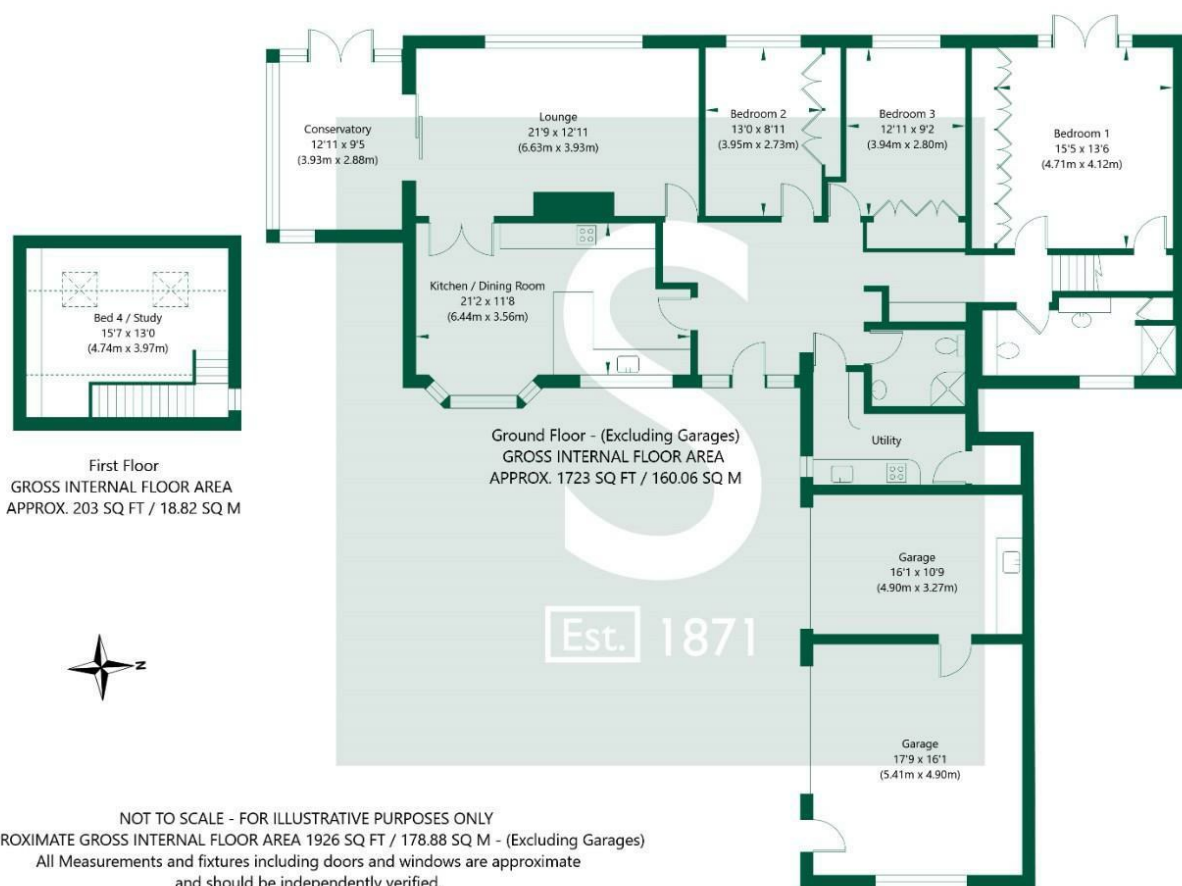 Conservatory
12'11 x 9'5
(3.93m x 2.88m)
Lounge
21'9 x 12'11
(6.63m x 3.93m)
Bedroom 2
13'0 x 8'11
(3.95m x 2.73m)
Bedroom 3
12'11 x 9'2
(3.94m x 2.80m)
Bedroom 1
15'5 x 13'6
(4.71m x 4.12m)
Kitchen / Dining Room
21'2 x 11'8
(6.44m x 3.56m)
Bed 4 / Study
15'7 x 13'0
(4.74m x 3.97m)
First Floor
GROSS INTERNAL FLOOR AREA
APPROX. 203 SQ FT / 18.82 SQ M
Ground Floor - (Excluding Garages)
GROSS INTERNAL FLOOR AREA
APPROX. 1723 SQ FT / 160.06 SQ M
Utility
Garage
16'1 x 10'9
(4.90m x 3.27m)
S
Est. 1871
N
Garage
17'9 x 16'1
(5.41m x 4.90m)
NOT TO SCALE - FOR ILLUSTRATIVE PURPOSES ONLY
ROXIMATE GROSS INTERNAL FLOOR AREA 1926 SQ FT / 178.88 SQ M - (Excluding Garages)
All Measurements and fixtures including doors and windows are approximate
and should be independently verified.